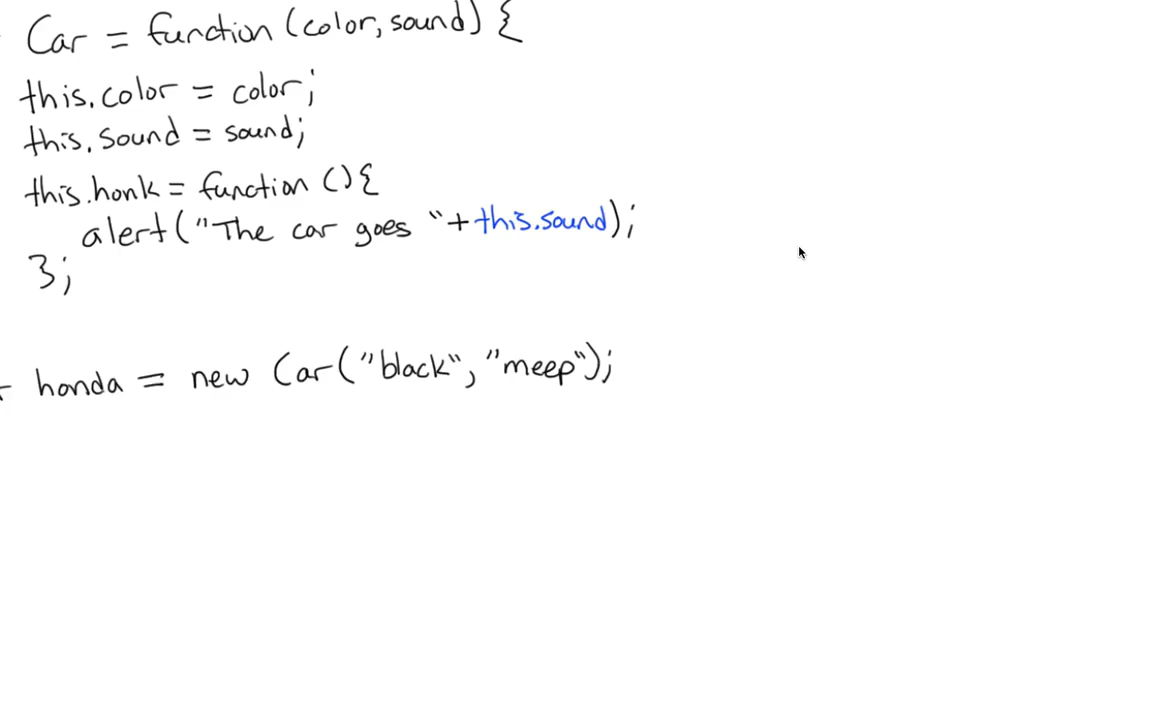 Car = function (color, sound) {
this.color = color;
this.sound = sound;
this.honk = function () {
alert("The car goes "+this.sound);
};
honda = new Car("black", "meep");